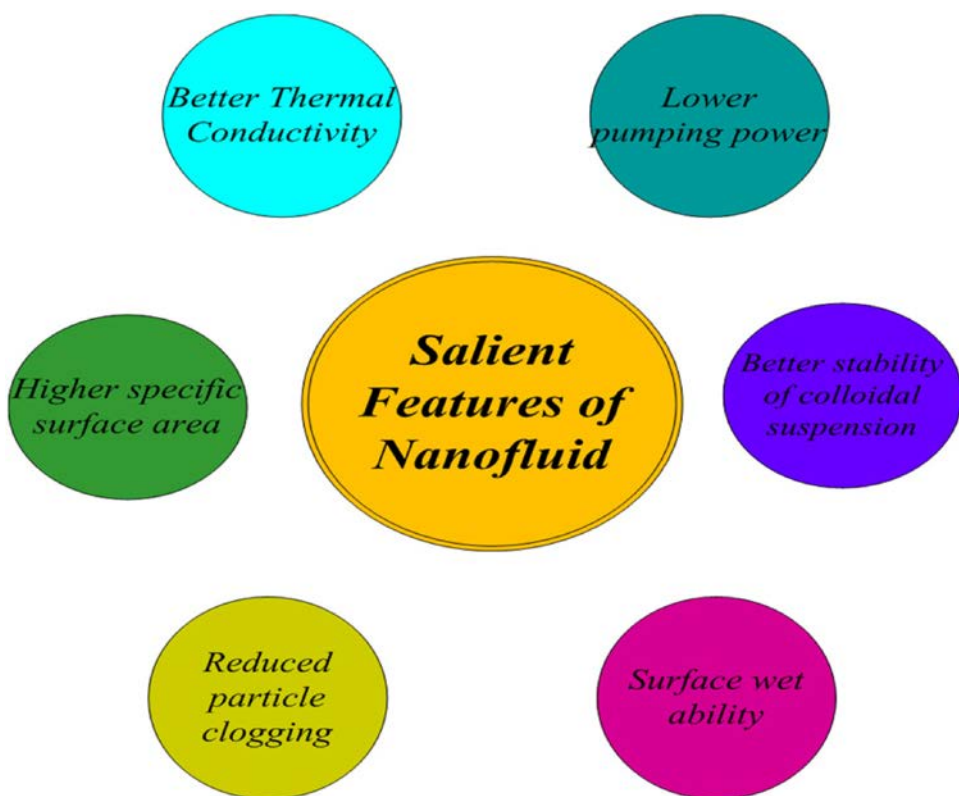 Better Thermal
Conductivity
Lower
pumping power
Higher specific
surface area
Salient
Features of
Nanofluid
Better stability
of colloidal
suspension
Reduced
particle
clogging
Surface wet
ability